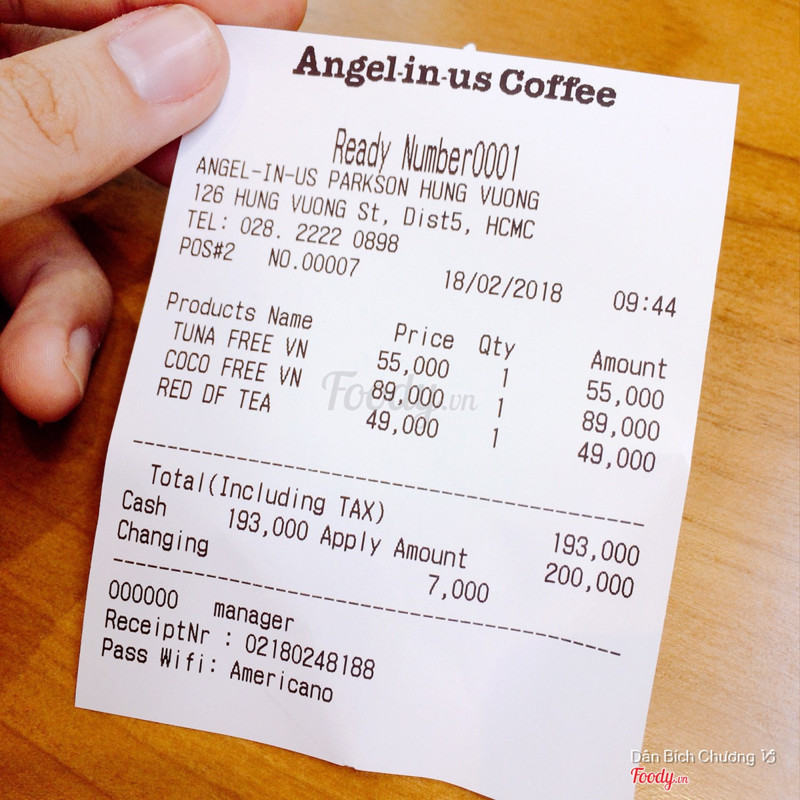 Angel-in-us Coffee
Ready Number0001
ANGEL-IN-US PARKSON HUNG VUONG
126 HUNG VUONG St, Dist5, HCMC
TEL: 028. 2222 0898
POS#2 NO.00007 18/02/2018 09:44
Products Name Price Qty Amount
TUNA FREE VN 55,000 1 55,000
COCO FREE VN 89,000 1 89,000
RED DF TEA 49,000 1 49,000
Total(Including TAX) 193,000
Cash 193,000 Apply Amount 200,000
Changing 7,000
000000 manager
ReceiptNr : 02180248188
Pass Wifi: Americano
Foody.vn
Dân Bích Chương
Foody.vn